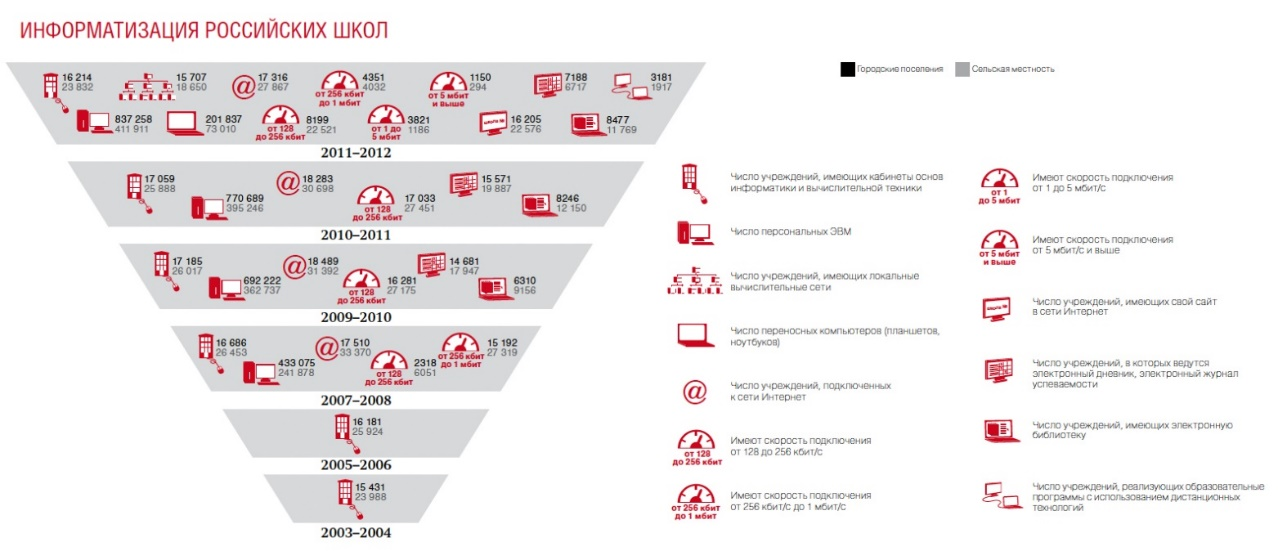 ИНФОРМАТИЗАЦИЯ РОССИЙСКИХ ШКОЛ
Городские поселения
Сельская местность
16 214
23 832
15 707
18 650
17 316
27 867
от 256 кбит
до 1 мбит
4351
4032
от 5 мбит
и выше
1150
294
7188
6717
3181
1917
837 258
411 911
201 837
73 010
от 128
до 256 кбит
8199
22 521
от 1 до
5 мбит
3821
1186
16 205
22 576
8477
11 769
2011–2012
17 059
25 888
18 283
30 698
15 571
19 887
770 689
395 246
от 128
до 256 кбит
17 033
27 451
8246
12 150
2010–2011
17 185
26 017
18 489
31 392
14 681
17 947
692 222
362 737
от 128
до 256 кбит
16 281
27 175
6310
9156
2009–2010
16 686
26 453
17 510
33 370
от 256 кбит
до 1 мбит
15 192
27 319
433 075
241 878
от 128
до 256 кбит
2318
6051
2007–2008
16 181
25 924
2005–2006
15 431
23 988
2003–2004
Число учреждений, имеющих кабинеты основ
информатики и вычислительной техники
Число персональных ЭВМ
Число учреждений, имеющих локальные
вычислительные сети
Число переносных компьютеров (планшетов,
ноутбуков)
Число учреждений, подключенных
к сети Интернет
от 128
до 256 кбит
Имеют скорость подключения
от 128 до 256 кбит/с
от 256 кбит
до 1 мбит
Имеют скорость подключения
от 256 кбит/с до 1 мбит/с
от 1
до 5 мбит
Имеют скорость подключения
от 1 до 5 мбит/с
от 5 мбит
и выше
Имеют скорость подключения
от 5 мбит/с и выше
Число учреждений, имеющих свой сайт
в сети Интернет
Число учреждений, в которых ведутся
электронный дневник, электронный журнал
успеваемости
Число учреждений, имеющих электронную
библиотеку
Число учреждений, реализующих образовательные
программы с использованием дистанционных
технологий